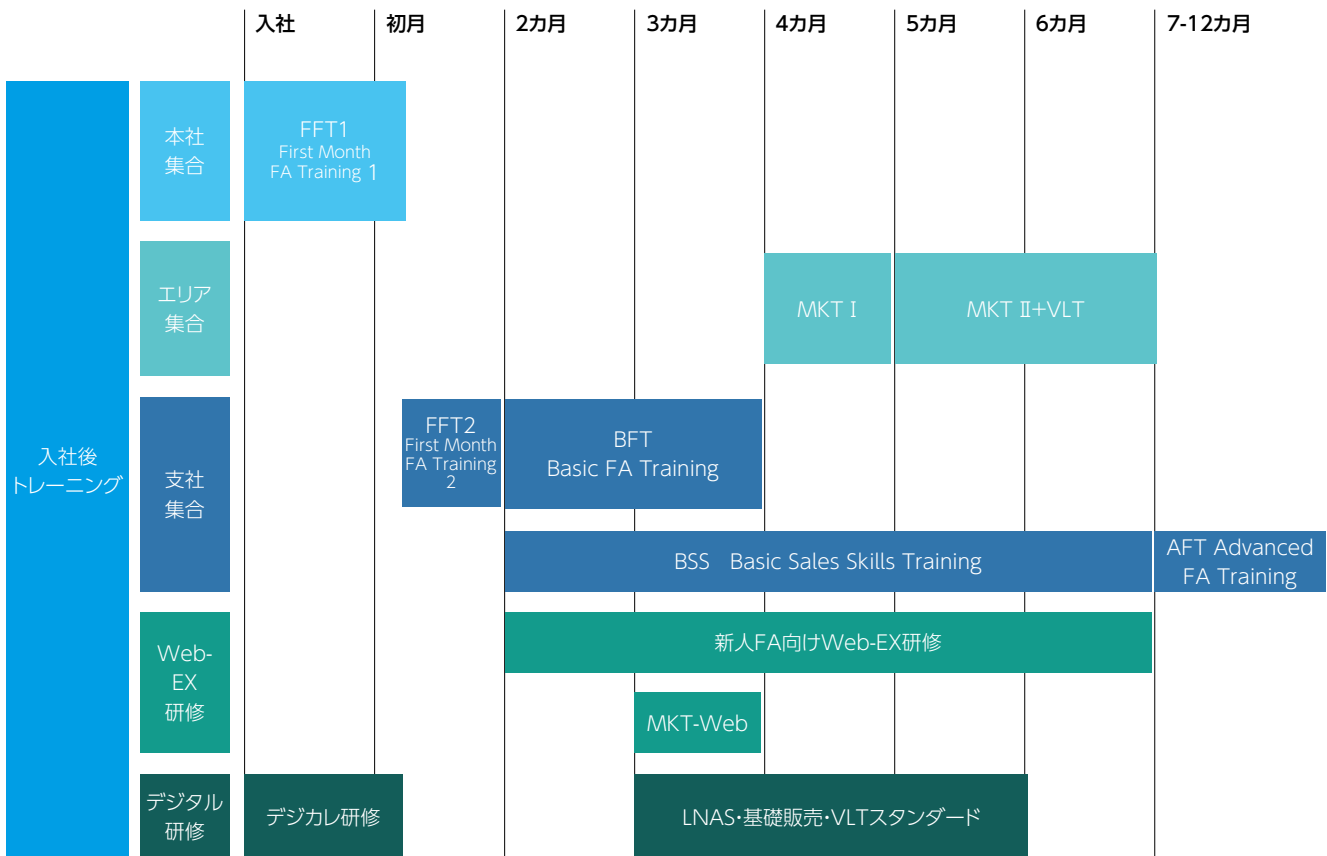 入社
初月
2カ月
3カ月
4カ月
5カ月
6カ月
7-12カ月
入社後
トレーニング
本社
集合
FFT1
First Month
FA Training 1
エリア
集合
MKT Ⅰ
MKT Ⅱ+VLT
支社
集合
FFT2
First Month
FA Training
2
BFT
Basic FA Training
BSS　Basic Sales Skills Training
AFT Advanced
FA Training
Web-
EX
研修
新人FA向けWeb-EX研修
MKT-Web
デジタル
研修
デジカレ研修
LNAS・基礎販売・VLTスタンダード